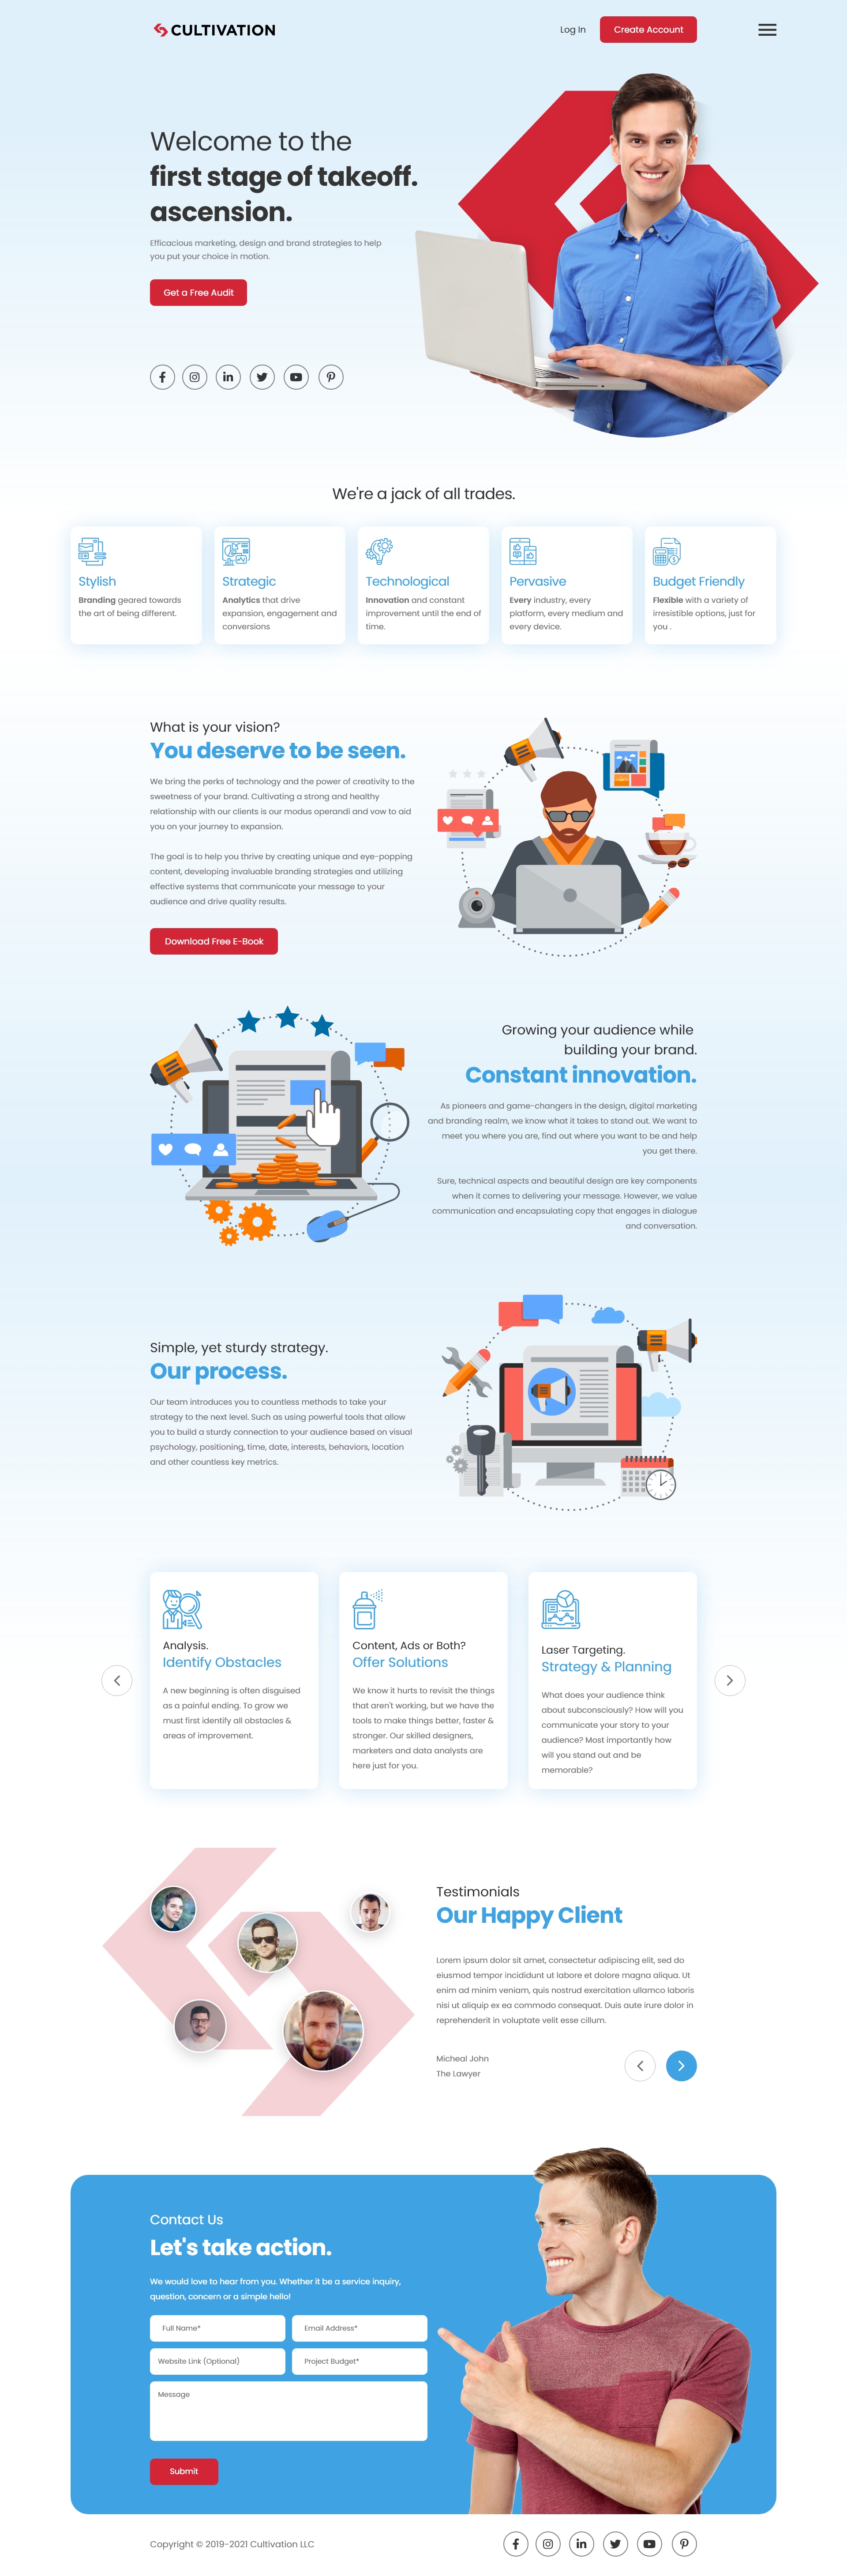 CULTIVATION
Log In
Create Account
Welcome to the
first stage of takeoff.
ascension.
Efficacious marketing, design and brand strategies to help
you put your choice in motion.
Get a Free Audit
We're a jack of all trades.
Stylish
Branding geared towards
the art of being different.
Strategic
Analytics that drive
expansion, engagement and
conversions
Technological
Innovation and constant
improvement until the end of
time.
Pervasive
Every industry, every
platform, every medium and
every device.
Budget Friendly
Flexible with a variety of
irresistible options, just for
you .
What is your vision?
You deserve to be seen.
We bring the perks of technology and the power of creativity to the
sweetness of your brand. Cultivating a strong and healthy
relationship with our clients is our modus operandi and vow to aid
you on your journey to expansion.
The goal is to help you thrive by creating unique and eye-popping
content, developing invaluable branding strategies and utilizing
effective systems that communicate your message to your
audience and drive quality results.
Download Free E-Book
Growing your audience while
building your brand.
Constant innovation.
As pioneers and game-changers in the design, digital marketing
and branding realm, we know what it takes to stand out. We want to
meet you where you are, find out where you want to be and help
you get there.
Sure, technical aspects and beautiful design are key components
when it comes to delivering your message. However, we value
communication and encapsulating copy that engages in dialogue
and conversation.
Simple, yet sturdy strategy.
Our process.
Our team introduces you to countless methods to take your
strategy to the next level. Such as using powerful tools that allow
you to build a sturdy connection to your audience based on visual
psychology, positioning, time, date, interests, behaviors, location
and other countless key metrics.
Analysis.
Identify Obstacles
A new beginning is often disguised
as a painful ending. To grow we
must first identify all obstacles &
areas of improvement.
Content, Ads or Both?
Offer Solutions
We know it hurts to revisit the things
that aren't working, but we have the
tools to make things better, faster &
stronger. Our skilled designers,
marketers and data analysts are
here just for you.
Laser Targeting.
Strategy & Planning
What does your audience think
about subconsciously? How will you
communicate your story to your
audience? Most importantly how
will you stand out and be
memorable?
Testimonials
Our Happy Client
Lorem ipsum dolor sit amet, consectetur adipiscing elit, sed do
eiusmod tempor incididunt ut labore et dolore magna aliqua. Ut
enim ad minim veniam, quis nostrud exercitation ullamco laboris
nisi ut aliquip ex ea commodo consequat. Duis aute irure dolor in
reprehenderit in voluptate velit esse cillum.
Micheal John
The Lawyer
Contact Us
Let's take action.
We would love to hear from you. Whether it be a service inquiry,
question, concern or a simple hello!
Full Name*
Email Address*
Website Link (Optional)
Project Budget*
Message
Submit
Copyright © 2019-2021 Cultivation LLC